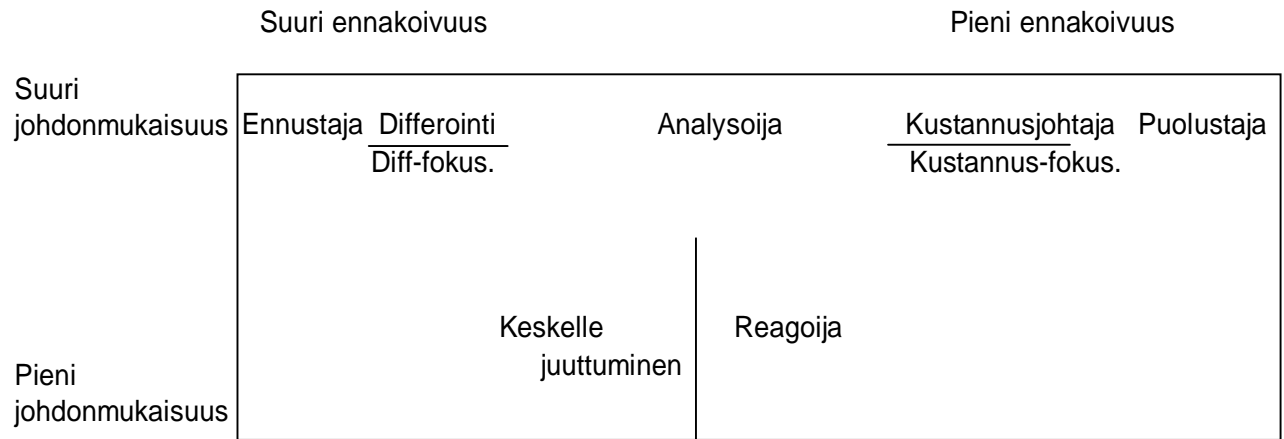 Suuri ennakoivuus Pieni ennakoivuus
Suuri
johdonmukaisuus Ennustaja Differointi Analysoija Kustannusjohtaja Puolustaja
Diff-fokus. Kustannus-fokus.
Keskelle Reagoija
juuttuminen
Pieni
johdonmukaisuus